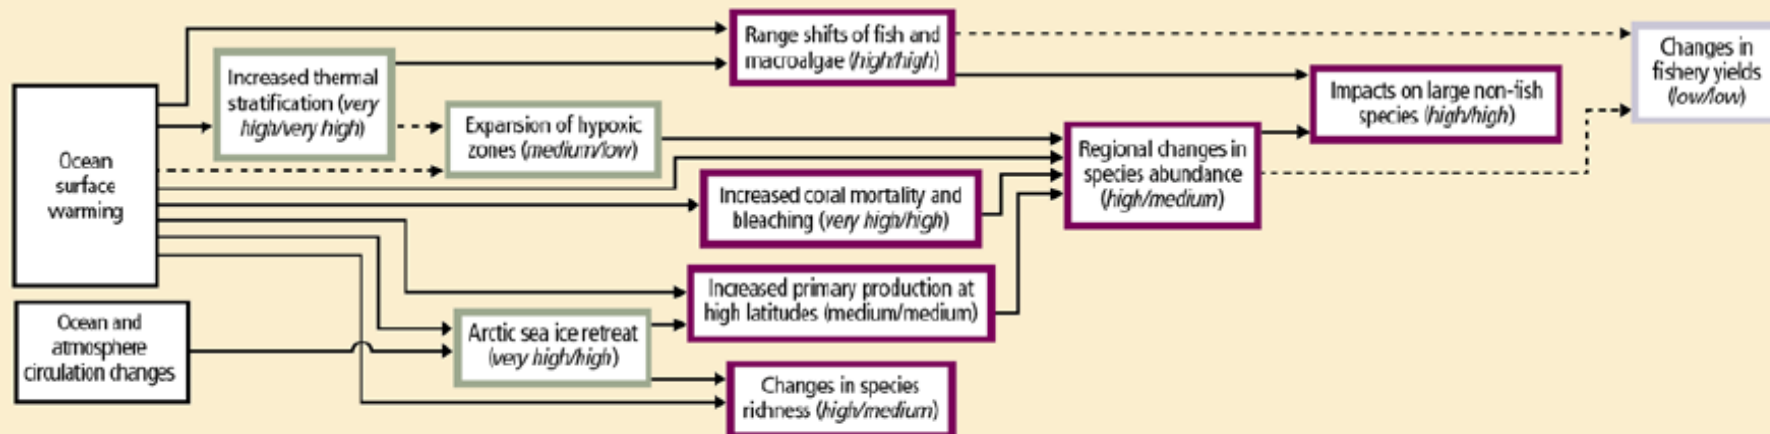 Range shifts of fish and
macroalgae (high/high)
Changes in
fishery yields
(low/low)
Increased thermal
stratification (very
high/very high)
Impacts on large non-fish
species (high/high)
Expansion of hypoxic
zones (medium/low)
Ocean
surface
warming
Regional changes in
species abundance
(high/medium)
Increased coral mortality and
bleaching (very high/high)
Increased primary production at
high latitudes (medium/medium)
Ocean and
atmosphere
circulation changes
Arctic sea ice retreat
(very high/high)
Changes in species
richness (high/medium)